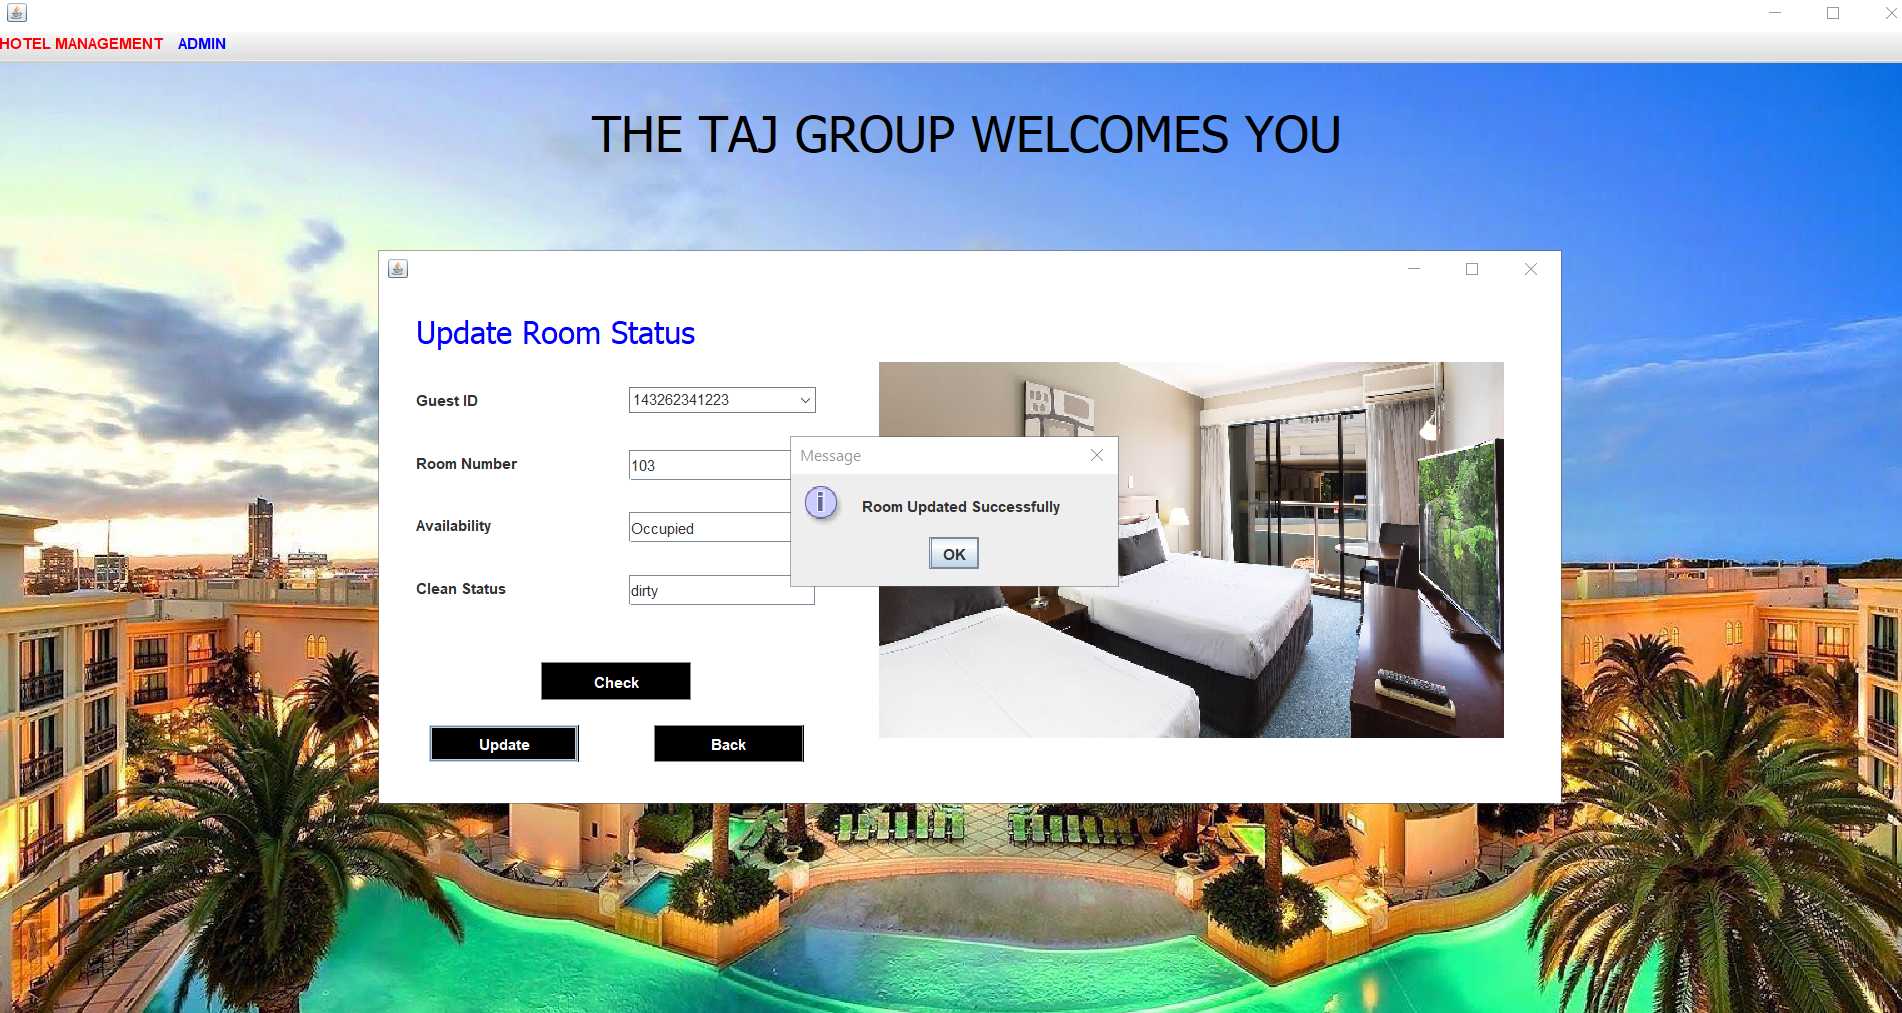 HOTEL MANAGEMENT ADMIN
THE TAJ GROUP WELCOMES YOU
Update Room Status
Guest ID 143262341223
Message
Room Number 103
Room Updated Successfully
Availability Occupied
OK
Clean Status dirty
Check
Update Back